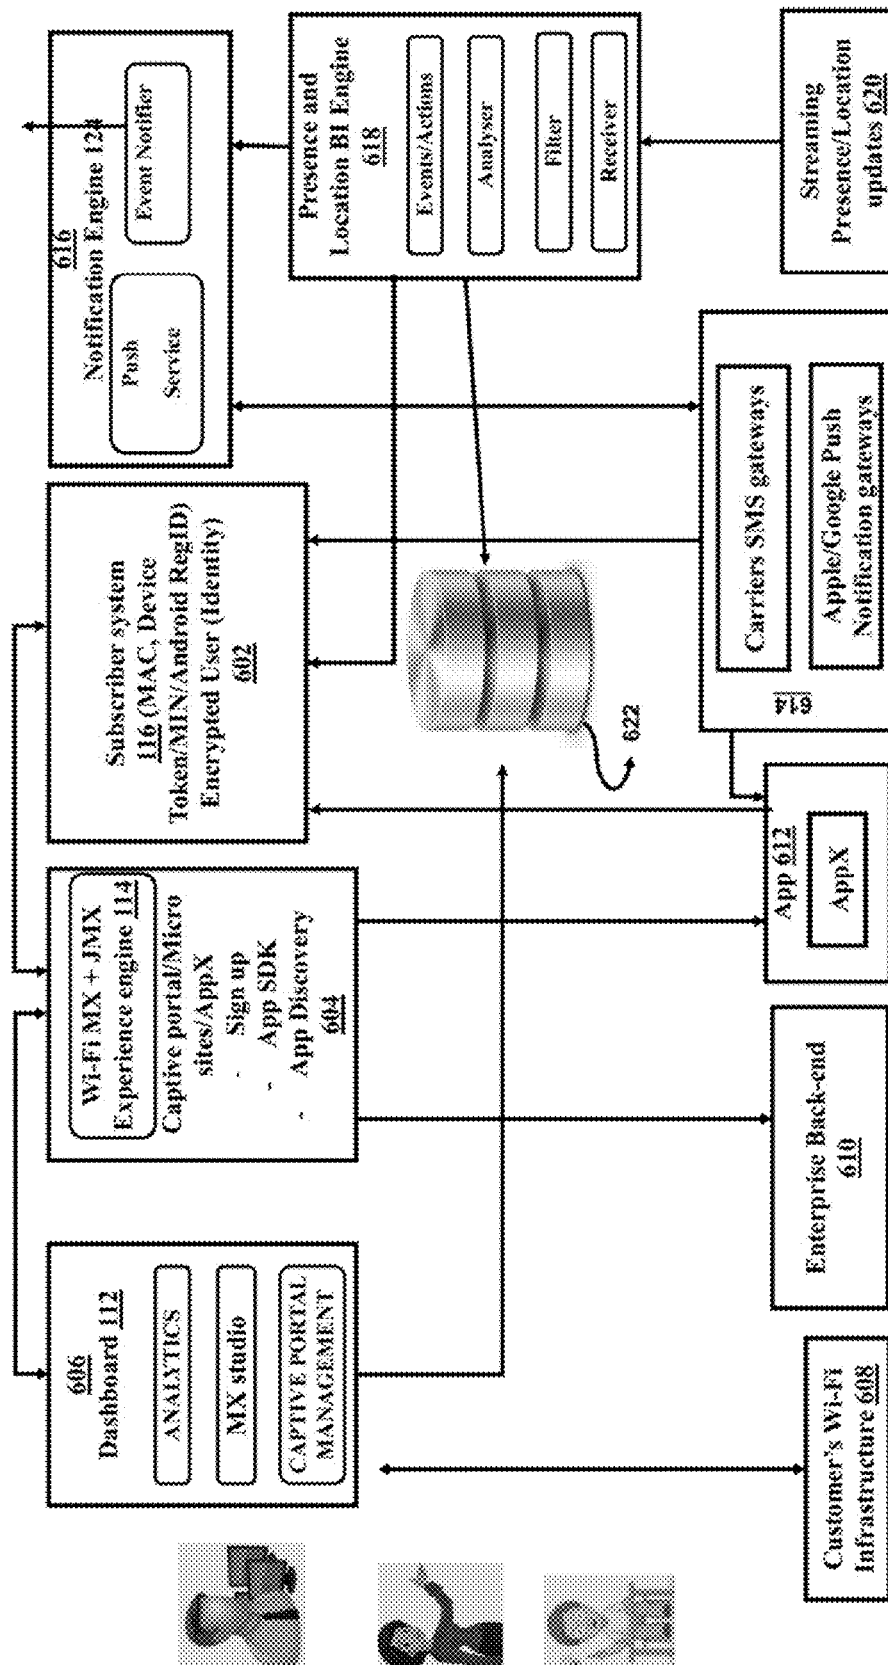 606
Dashboard 112
ANALYTICS
MX studio
CAPTIVE PORTAL
MANAGEMENT
Wi-Fi MX + JMX
Experience engine 114
Captive portal/Micro
sites/AppX
- Sign up
- App SDK
- App Discovery
604
Subscriber system
116 (MAC, Device
Token/MIN/Android RegID)
Encrypted User (Identity)
602
616
Notification Engine 124
Push
Service
Event Notifier
Presence and
Location BI Engine
618
Events/Actions
Analyser
Filter
Receiver
622
Customer's Wi-Fi
Infrastructure 608
Enterprise Back-end
610
App 612
AppX
614
Carriers SMS gateways
Apple/Google Push
Notification gateways
Streaming
Presence/Location
updates 620